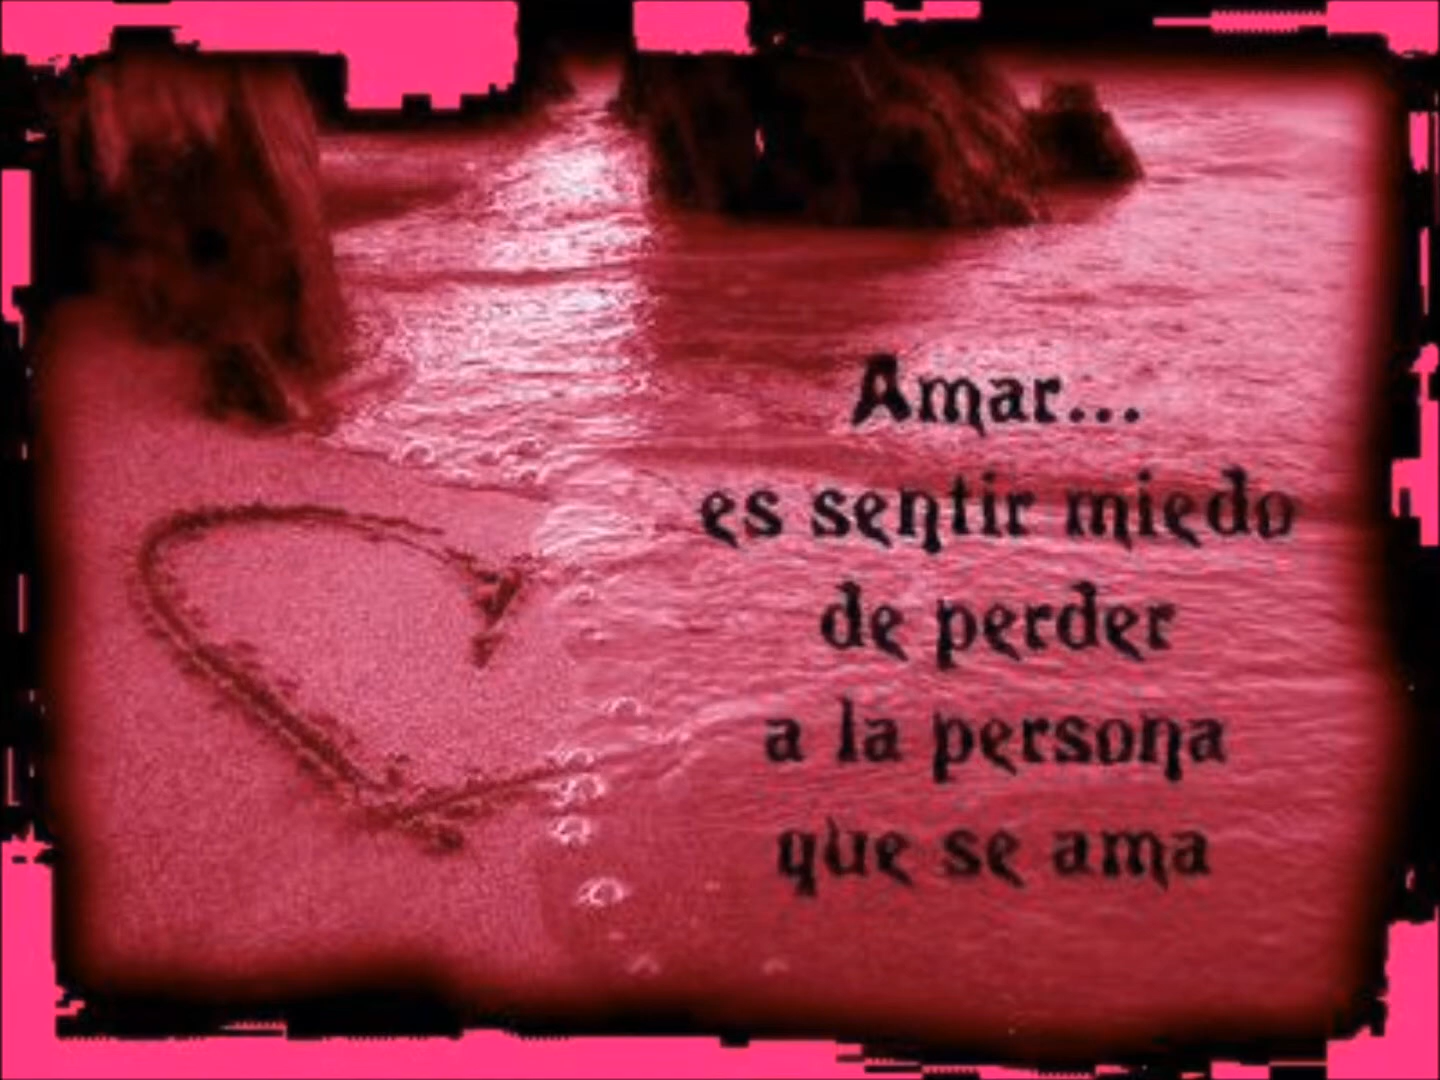 Amar...
es sentir miedo
de perder
a la persona
que se ama